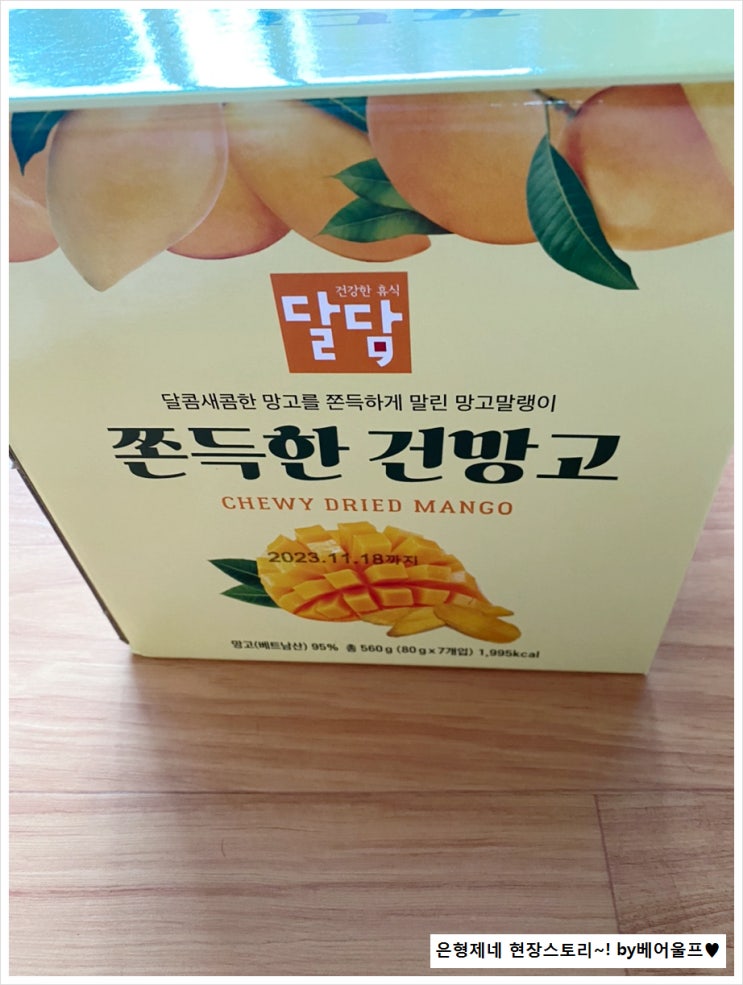 건강한 휴식
달담
달콤새콤한 망고를 쫀득하게 말린 망고말랭이
쫀득한 건망고
CHEWY DRIED MANGO
2023.11.18까지
망고(베트남산) 95% 총 560g (80g x 7개입) 1,995kcal
은형제네 현장스토리~! by베어울프♥